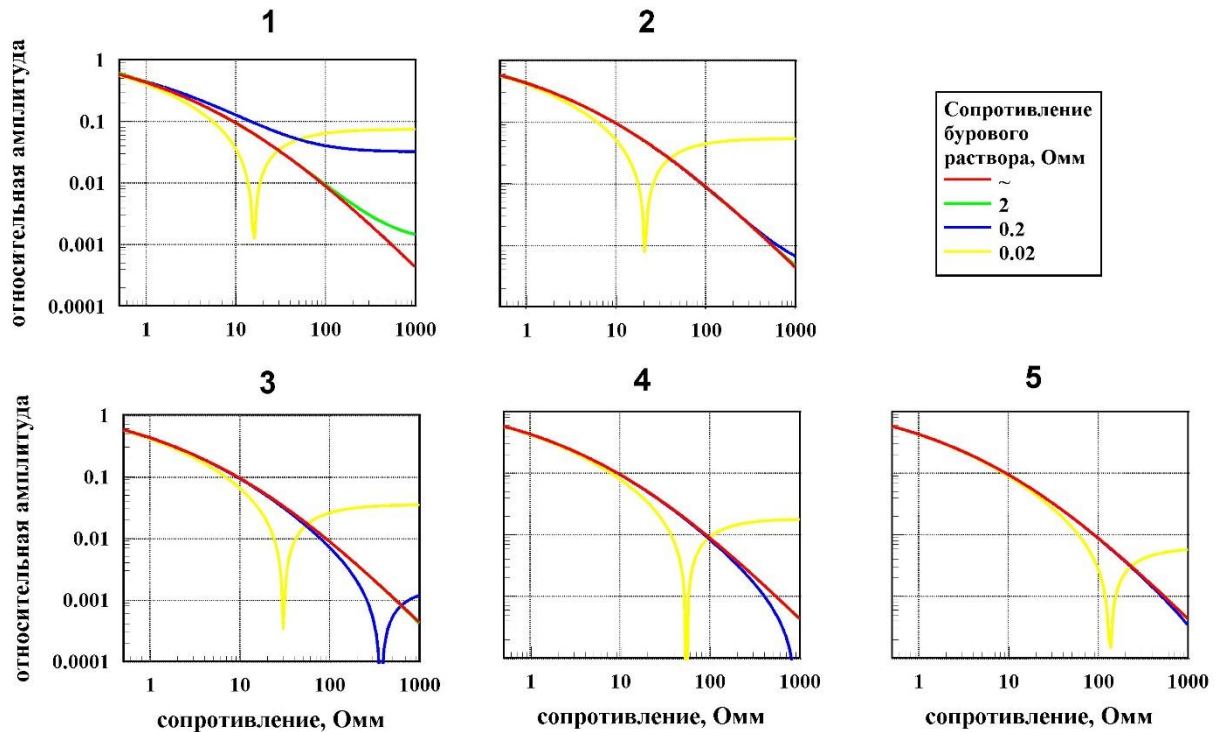 1
2
относительная амплитуда
1
0.1
0.01
0.001
0.0001
1 10 100 1000
1 10 100 1000
Сопротивление
бурового
раствора, Омм
~
2
0.2
0.02
3
4
5
относительная амплитуда
1
0.1
0.01
0.001
0.0001
1 10 100 1000
1 10 100 1000
1 10 100 1000
сопротивление, Омм
сопротивление, Омм
сопротивление, Омм